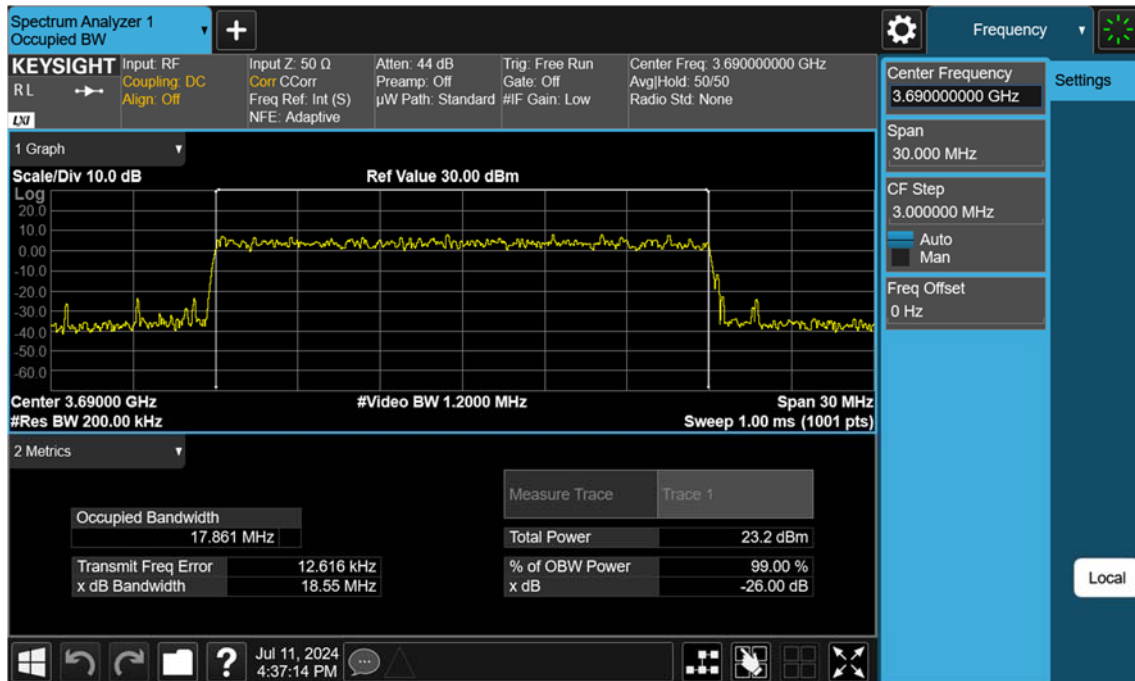 Spectrum Analyzer 1
Occupied BW
Frequency
KEYSIGHT
RL
LXI
Input: RF
Coupling: DC
Align: Off
Input Z: 50 Ω
Corr CCorr
Freq Ref: Int (S)
NFE: Adaptive
Atten: 44 dB
Preamp: Off
µW Path: Standard
Trig: Free Run
Gate: Off
#IF Gain: Low
Center Freq: 3.690000000 GHz
Avg|Hold: 50/50
Radio Std: None
Center Frequency
3.690000000 GHz
Settings
Span
30.000 MHz
CF Step
3.000000 MHz
Auto
Man
Freq Offset
0 Hz
Local
1 Graph
Scale/Div 10.0 dB
Ref Value 30.00 dBm
Log
20.0
10.0
0.00
-10.0
-20.0
-30.0
-40.0
-50.0
-60.0
Center 3.69000 GHz
#Video BW 1.2000 MHz
Span 30 MHz
#Res BW 200.00 kHz
Sweep 1.00 ms (1001 pts)
2 Metrics
Measure Trace
Trace 1
Occupied Bandwidth
17.861 MHz
Total Power
23.2 dBm
Transmit Freq Error
12.616 kHz
% of OBW Power
99.00 %
x dB Bandwidth
18.55 MHz
x dB
-26.00 dB
?
Jul 11, 2024
4:37:14 PM